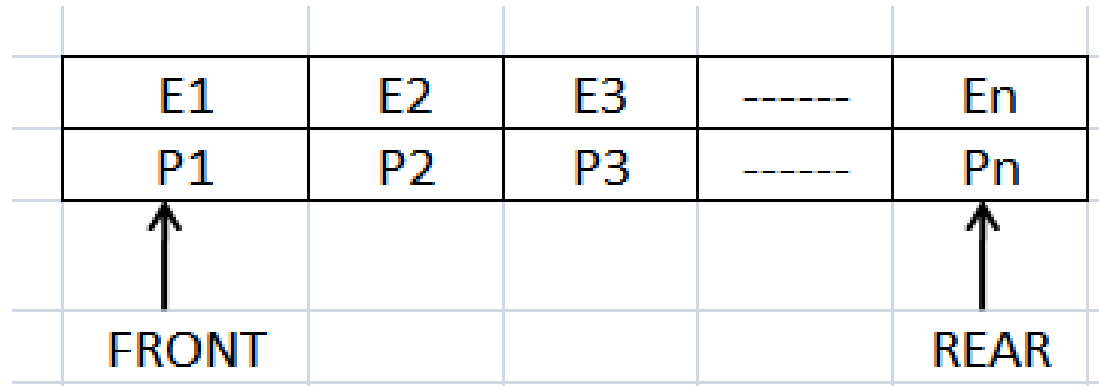 E1 E2 E3 ------ En
P1 P2 P3 ------ Pn
FRONT REAR